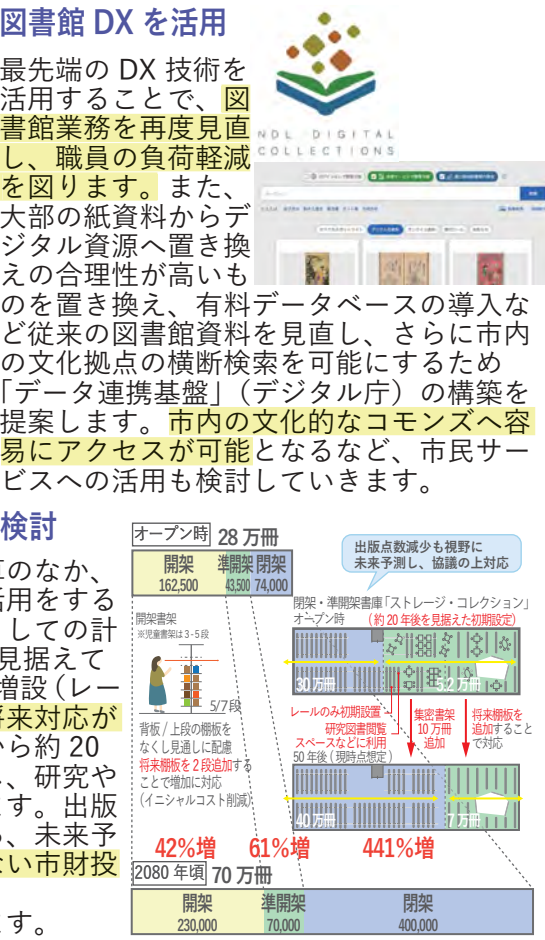 図書館 DX を活用
最先端の DX 技術を
活用することで、図
書館業務を再度見直
し、職員の負荷軽減
を図ります。また、
大部の紙資料からデ
ジタル資源へ置き換
えの合理性が高いも
のを置き換え、有料データベースの導入な
ど従来の図書館資料を見直し、さらに市内
の文化拠点の横断検索を可能にするため
「データ連携基盤」(デジタル庁) の構築を
提案します。市内の文化的なコモンズへ容
易にアクセスが可能となるなど、市民サー
ビスへの活用も検討していきます。
NDL DIGITAL
COLLECTIONS
検討
のなか、
活用をする
としての計
見据えて
増設 (レー
将来対応が
から約 20
、研究や
ます。出版
、未来予
ない市財投
ます。
オープン時 28 万冊
開架
162,500
準開架
43,500
閉架
74,000
開架書架
※児童書架は3-5段
5/7段
背板 / 上段の棚板を
なくし見通しに配慮
将来棚板を 2 段追加する
ことで増加に対応
(イニシャルコスト削減)
出版点数減少も視野に
未来予測し、協議の上対応
閉架・準開架書庫「ストレージ・コレクション」
オープン時 (約 20 年後を見据えた初期設定)
30 万冊
5.2 万冊
レールのみ初期設置
研究図書閲覧
スペースなどに利用
集密書架
10 万冊
追加
将来棚板を
追加すること
で対応
50 年後 (現時点想定)
40 万冊
7 万冊
42%増
61%増
441%増
2080 年頃 70 万冊
開架
230,000
準開架
70,000
閉架
400,000